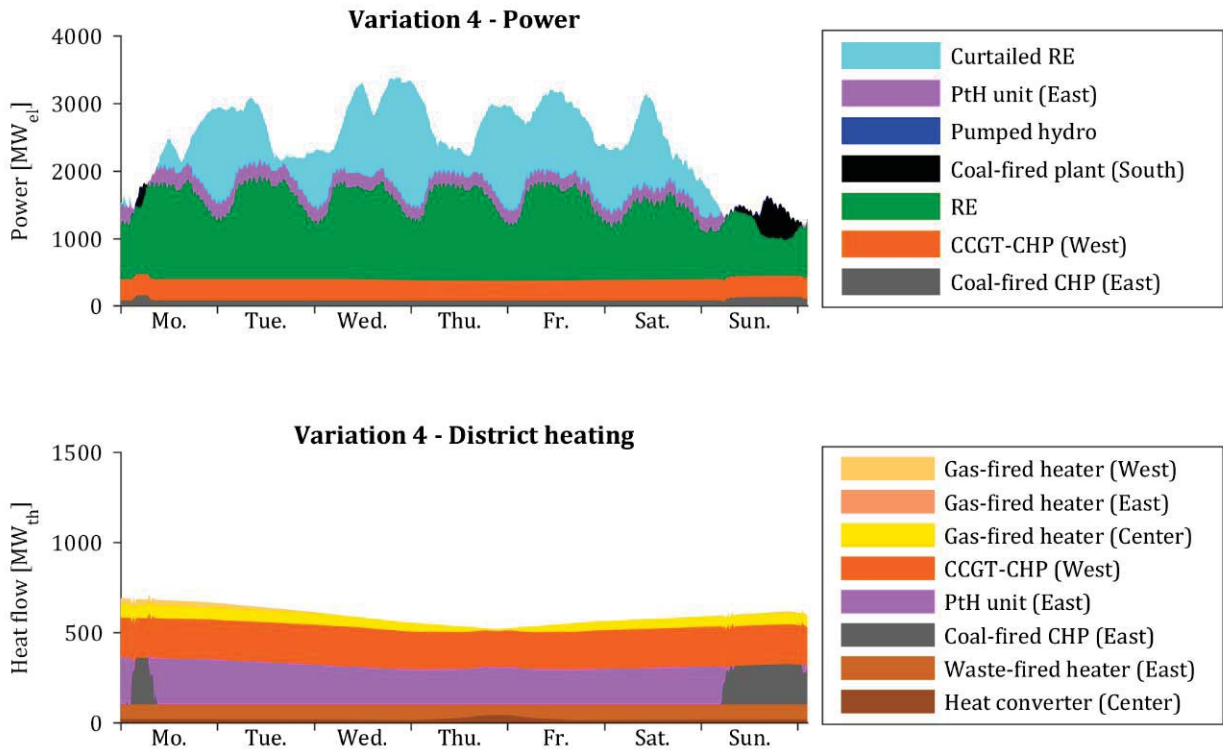 Variation 4 - Power
Power [MWel]
4000
3000
2000
1000
0
Mo. Tue. Wed. Thu. Fr. Sat. Sun.
Curtailed RE
PtH unit (East)
Pumped hydro
Coal-fired plant (South)
RE
CCGT-CHP (West)
Coal-fired CHP (East)
Variation 4 - District heating
Heat flow [MWth]
1500
1000
500
0
Mo. Tue. Wed. Thu. Fr. Sat. Sun.
Gas-fired heater (West)
Gas-fired heater (East)
Gas-fired heater (Center)
CCGT-CHP (West)
PtH unit (East)
Coal-fired CHP (East)
Waste-fired heater (East)
Heat converter (Center)